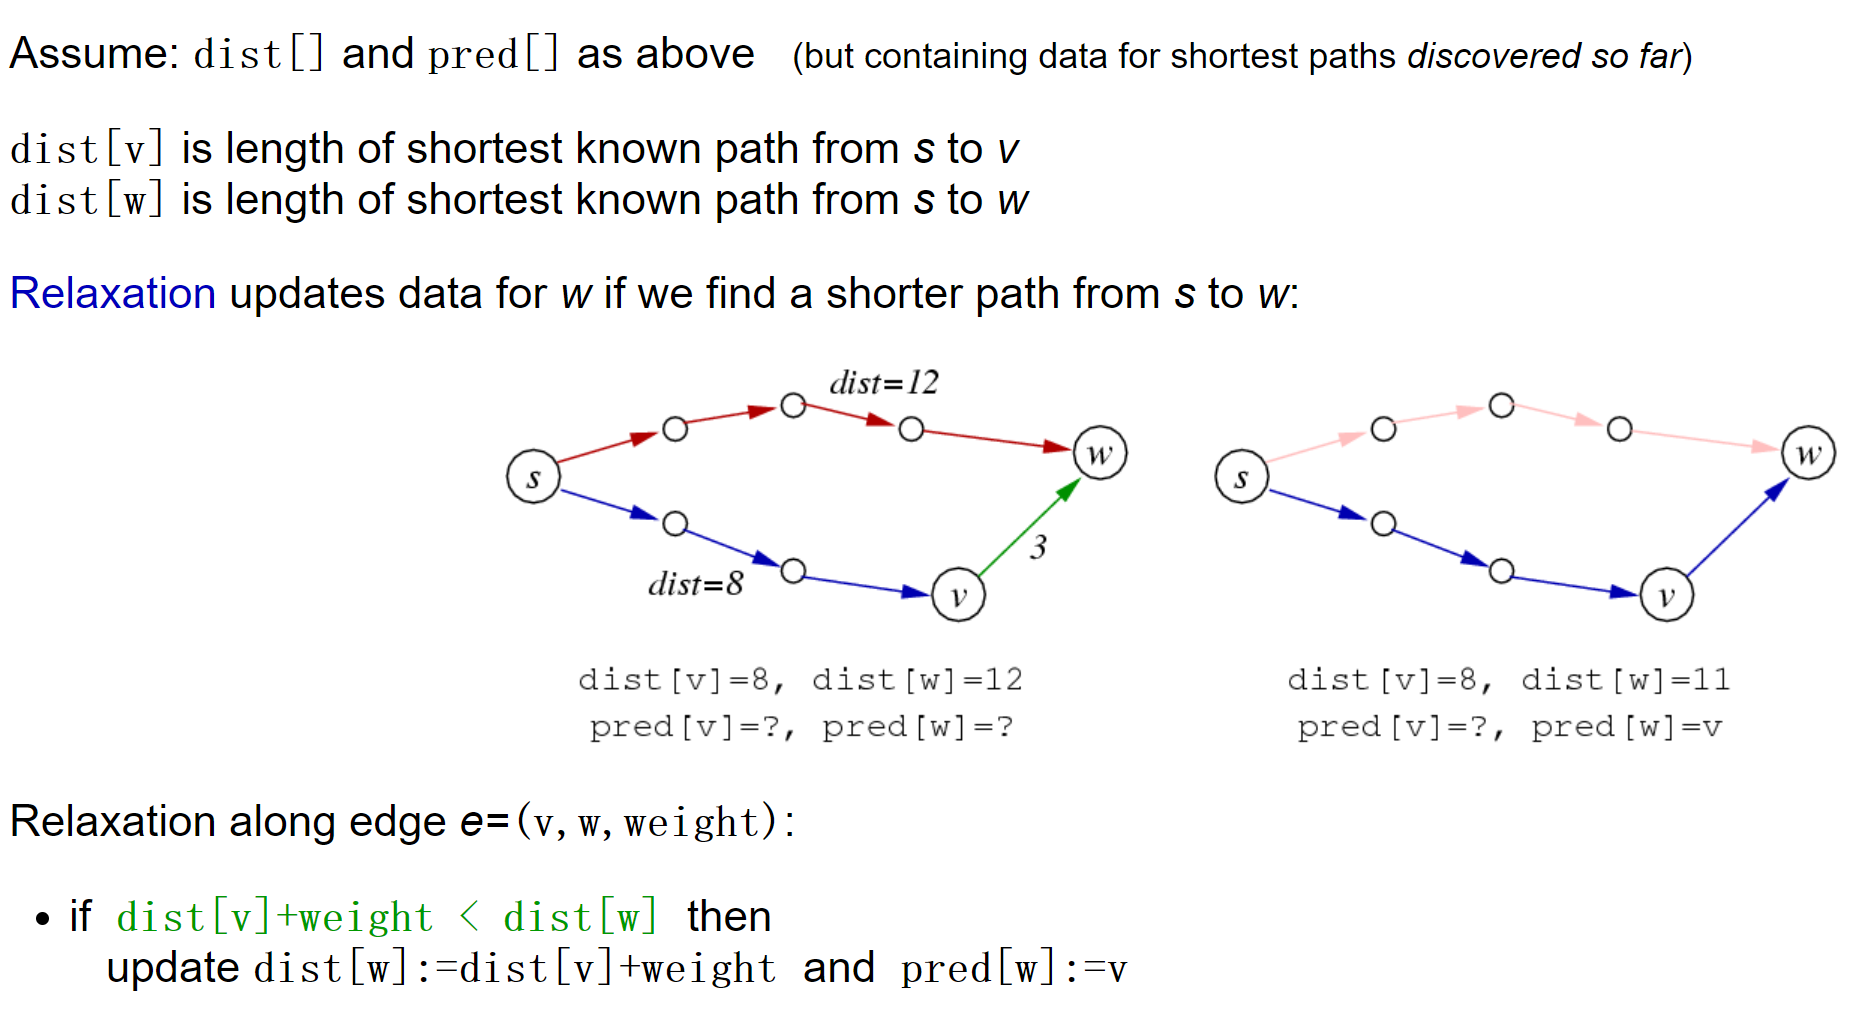 Assume: dist[] and pred[] as above (but containing data for shortest paths discovered so far)
dist[v] is length of shortest known path from s to v
dist[w] is length of shortest known path from s to w
Relaxation updates data for w if we find a shorter path from s to w:
dist=12
s
w
3
dist=8
v
s
w
v
dist[v]=8, dist[w]=12
pred[v]=?, pred[w]=?
dist[v]=8, dist[w]=11
pred[v]=?, pred[w]=v
Relaxation along edge e=(v,w,weight):
• if dist[v]+weight < dist[w] then
update dist[w]:=dist[v]+weight and pred[w]:=v